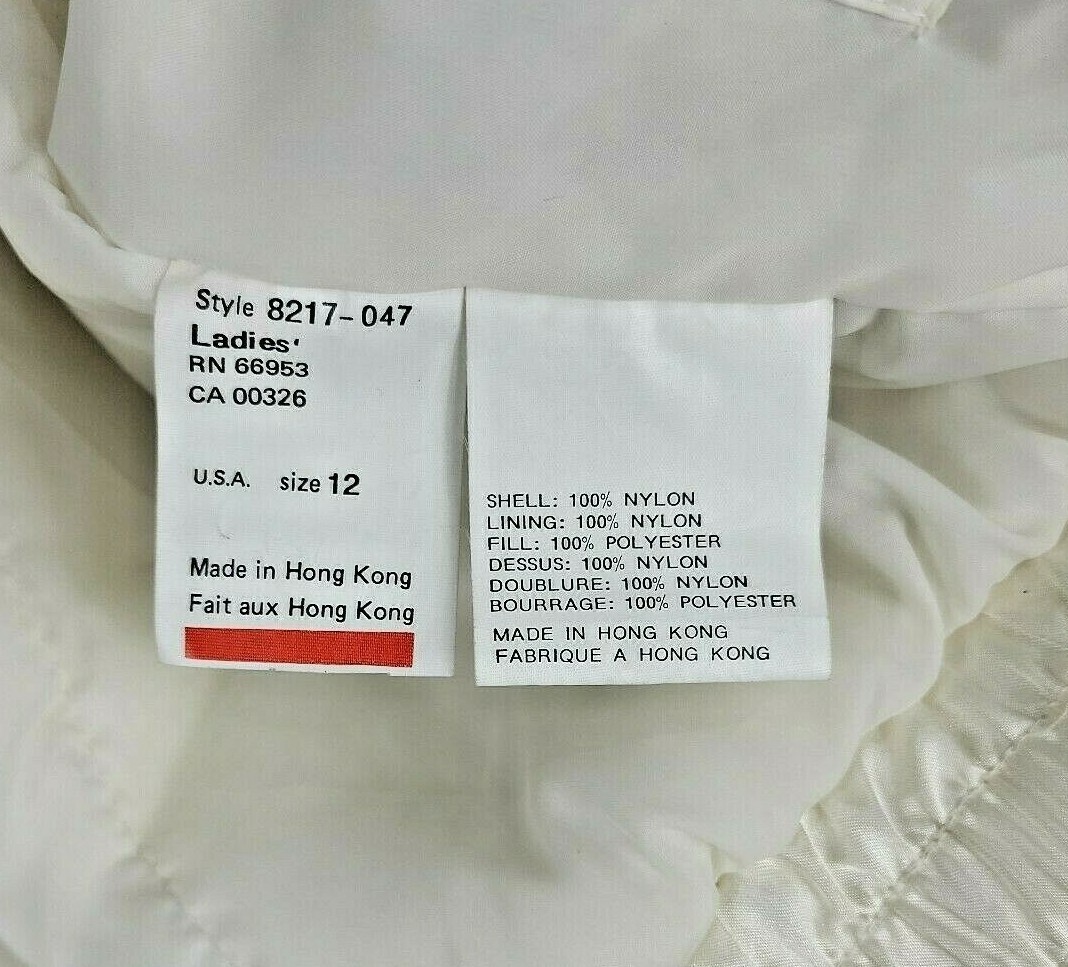 Style 8217-047
Ladies'
RN 66953
CA 00326
U.S.A. size 12
Made in Hong Kong
Fait aux Hong Kong
SHELL: 100% NYLON
LINING: 100% NYLON
FILL: 100% POLYESTER
DESSUS: 100% NYLON
DOUBLURE: 100% NYLON
BOURRAGE: 100% POLYESTER
MADE IN HONG KONG
FABRIQUE A HONG KONG